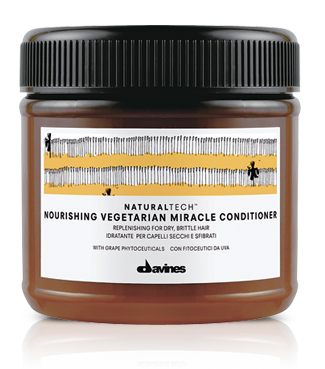 NATURALTECH™
NOURISHING VEGETARIAN MIRACLE CONDITIONER
REPLENISHING FOR DRY, BRITTLE HAIR
IDRATANTE PER CAPELLI SECCHI E SFIBRATI
WITH GRAPE PHYTOCEUTICALS CON FITOCEUTICI DA UVA
davines